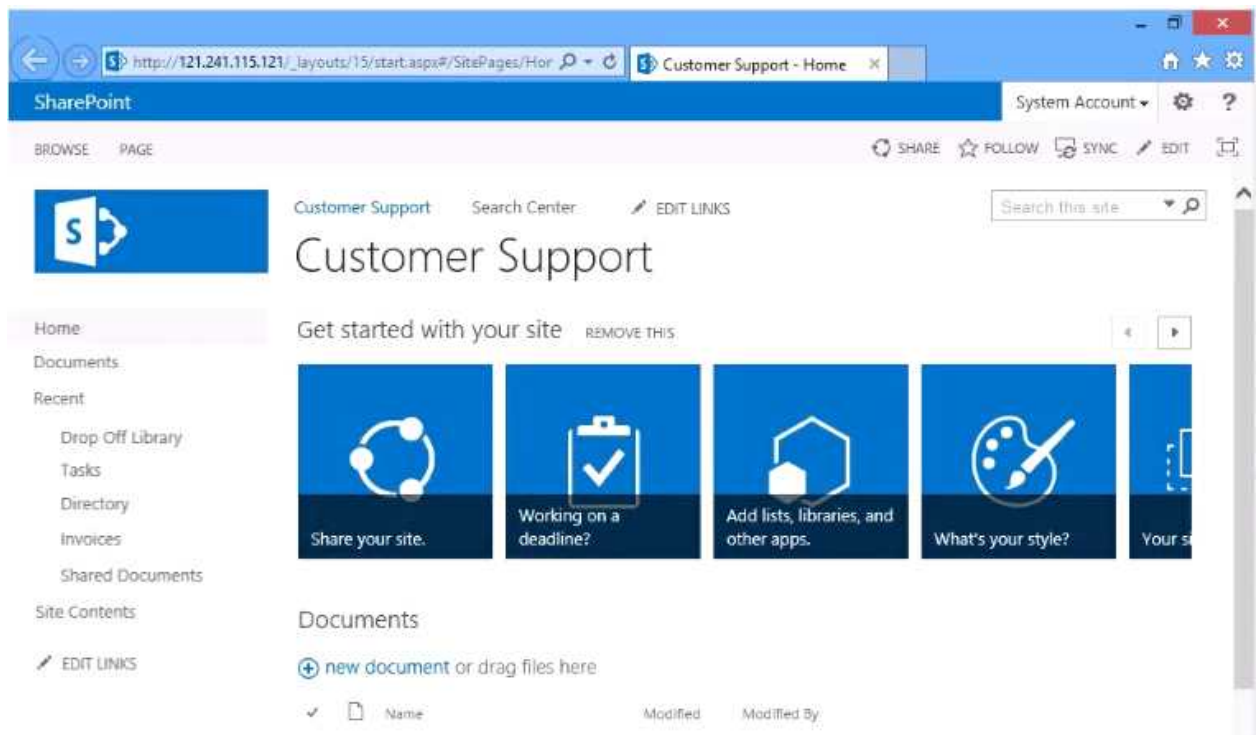 http://121.241.115.121/_layouts/15/start.aspx#/SitePages/Hor
Customer Support - Home
SharePoint
System Account
?
BROWSE PAGE
SHARE FOLLOW SYNC EDIT
S
Customer Support Search Center EDIT LINKS
Search this site
Customer Support
Get started with your site REMOVE THIS
Home
Documents
Recent
Drop Off Library
Tasks
Directory
Invoices
Shared Documents
Site Contents
EDIT LINKS
Share your site.
Working on a
deadline?
Add lists, libraries, and
other apps.
What's your style?
Your si
Documents
new document or drag files here
Name Modified Modified By